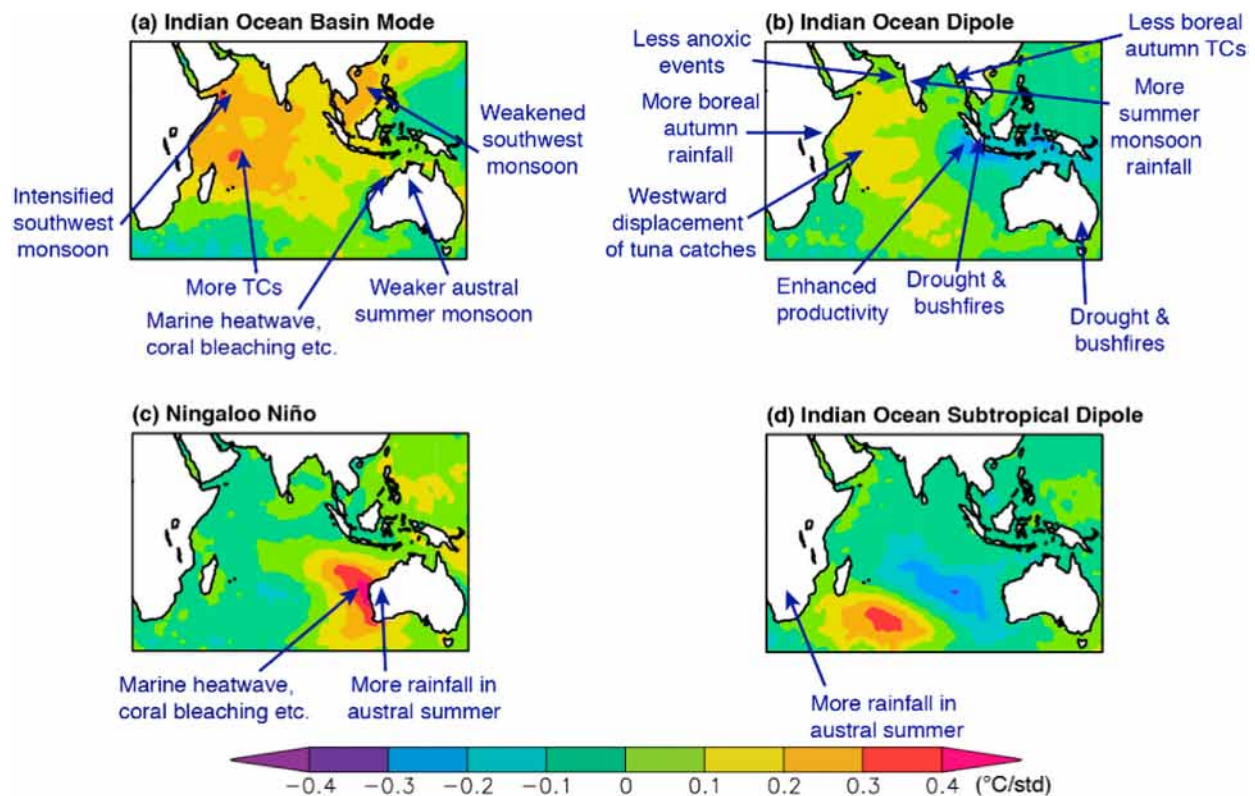 (a) Indian Ocean Basin Mode
Weakened
southwest
monsoon
Intensified
southwest
monsoon
More TCs
Marine heatwave,
coral bleaching etc.
Weaker austral
summer monsoon
(b) Indian Ocean Dipole
Less anoxic
events
Less boreal
autumn TCs
More boreal
autumn
rainfall
More
summer
monsoon
rainfall
Westward
displacement
of tuna catches
Enhanced
productivity
Drought &
bushfires
Drought &
bushfires
(c) Ningaloo Niño
Marine heatwave,
coral bleaching etc.
More rainfall in
austral summer
(d) Indian Ocean Subtropical Dipole
More rainfall in
austral summer
−0.4 −0.3 −0.2 −0.1 0 0.1 0.2 0.3 0.4 (°C/std)